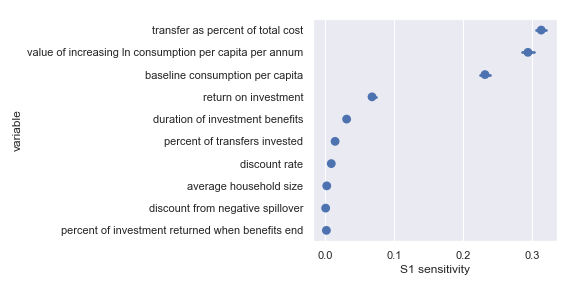 transfer as percent of total cost
value of increasing ln consumption per capita per annum
baseline consumption per capita
return on investment
duration of investment benefits
percent of transfers invested
discount rate
average household size
discount from negative spillover
percent of investment returned when benefits end
variable
0.0 0.1 0.2 0.3
S1 sensitivity